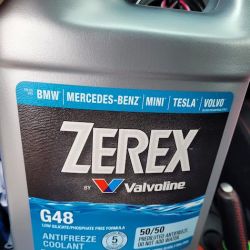 BMW | MERCEDES-BENZ | MINI | TESLA | VOLVO
ZEREX
BY Valvoline
G48
LOW SILICATE/PHOSPHATE FREE FORMULA
ANTIFREEZE
COOLANT
5
50/50
PREDILUTED ANTIFREEZE
DO NOT ADD WATER